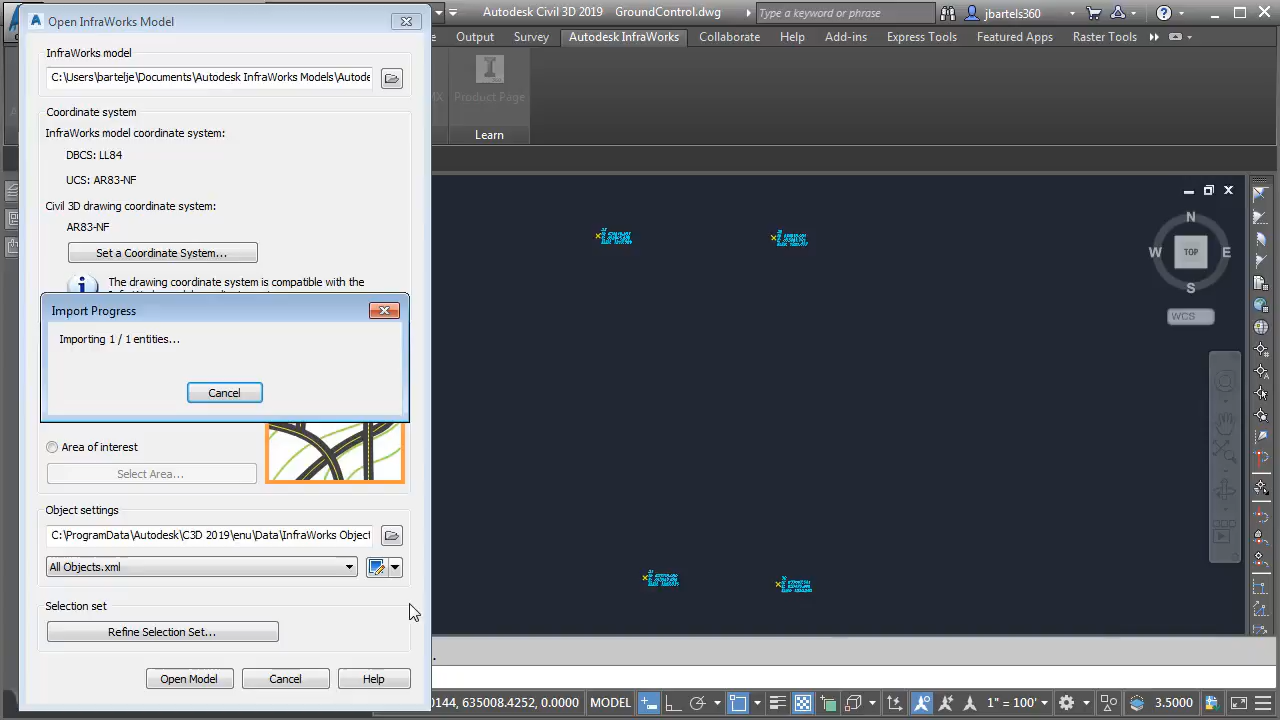 Open InfraWorks Model
Autodesk Civil 3D 2019 GroundControl.dwg
Type a keyword or phrase
jbartels360
Output
Survey
Autodesk InfraWorks
Collaborate
Help
Add-ins
Express Tools
Featured Apps
Raster Tools
Product Page
Learn
InfraWorks model
C:\Users\bartelje\Documents\Autodesk InfraWorks Models\Autode
Coordinate system
InfraWorks model coordinate system:
DBCS: LL84
UCS: AR83-NF
Civil 3D drawing coordinate system:
AR83-NF
Set a Coordinate System...
The drawing coordinate system is compatible with the
Import Progress
Importing 1 / 1 entities...
Cancel
Area of interest
Select Area...
Object settings
C:\ProgramData\Autodesk\C3D 2019\enu\Data\InfraWorks Object
All Objects.xml
Selection set
Refine Selection Set...
Open Model
Cancel
Help
N
W
TOP
E
S
WCS
0144, 635008.4252, 0.0000
MODEL
1" = 100'
3.5000